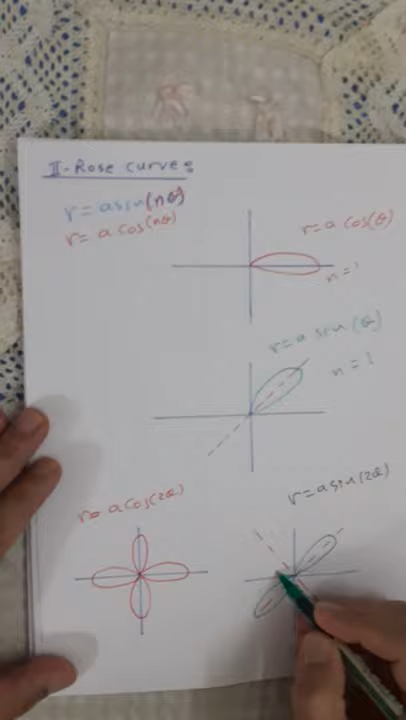 II- Rose curves
r = a sin(nθ)
r = a cos(nθ)
r = a cos(θ)
n = 1
r = a sin(θ)
n = 1
r = a cos(2θ)
r = a sin(2θ)